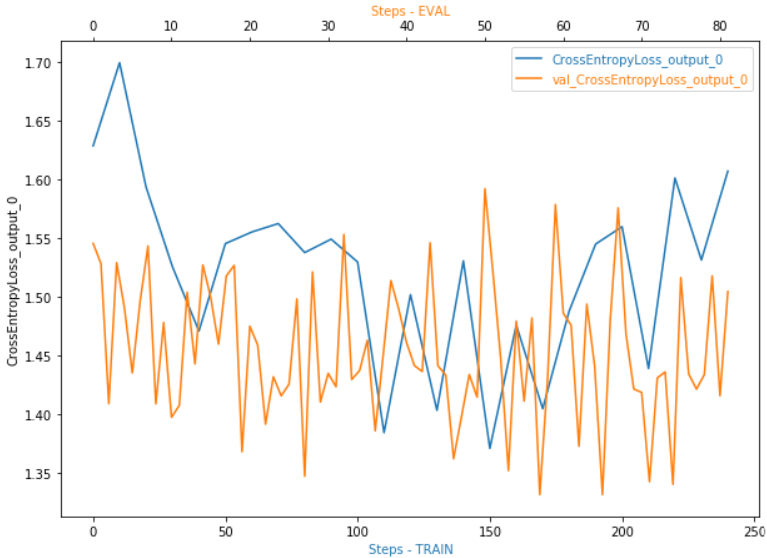 Steps - EVAL
0 10 20 30 40 50 60 70 80
CrossEntropyLoss_output_0
val_CrossEntropyLoss_output_0
CrossEntropyLoss_output_0
1.70
1.65
1.60
1.55
1.50
1.45
1.40
1.35
0 50 100 150 200 250
Steps - TRAIN